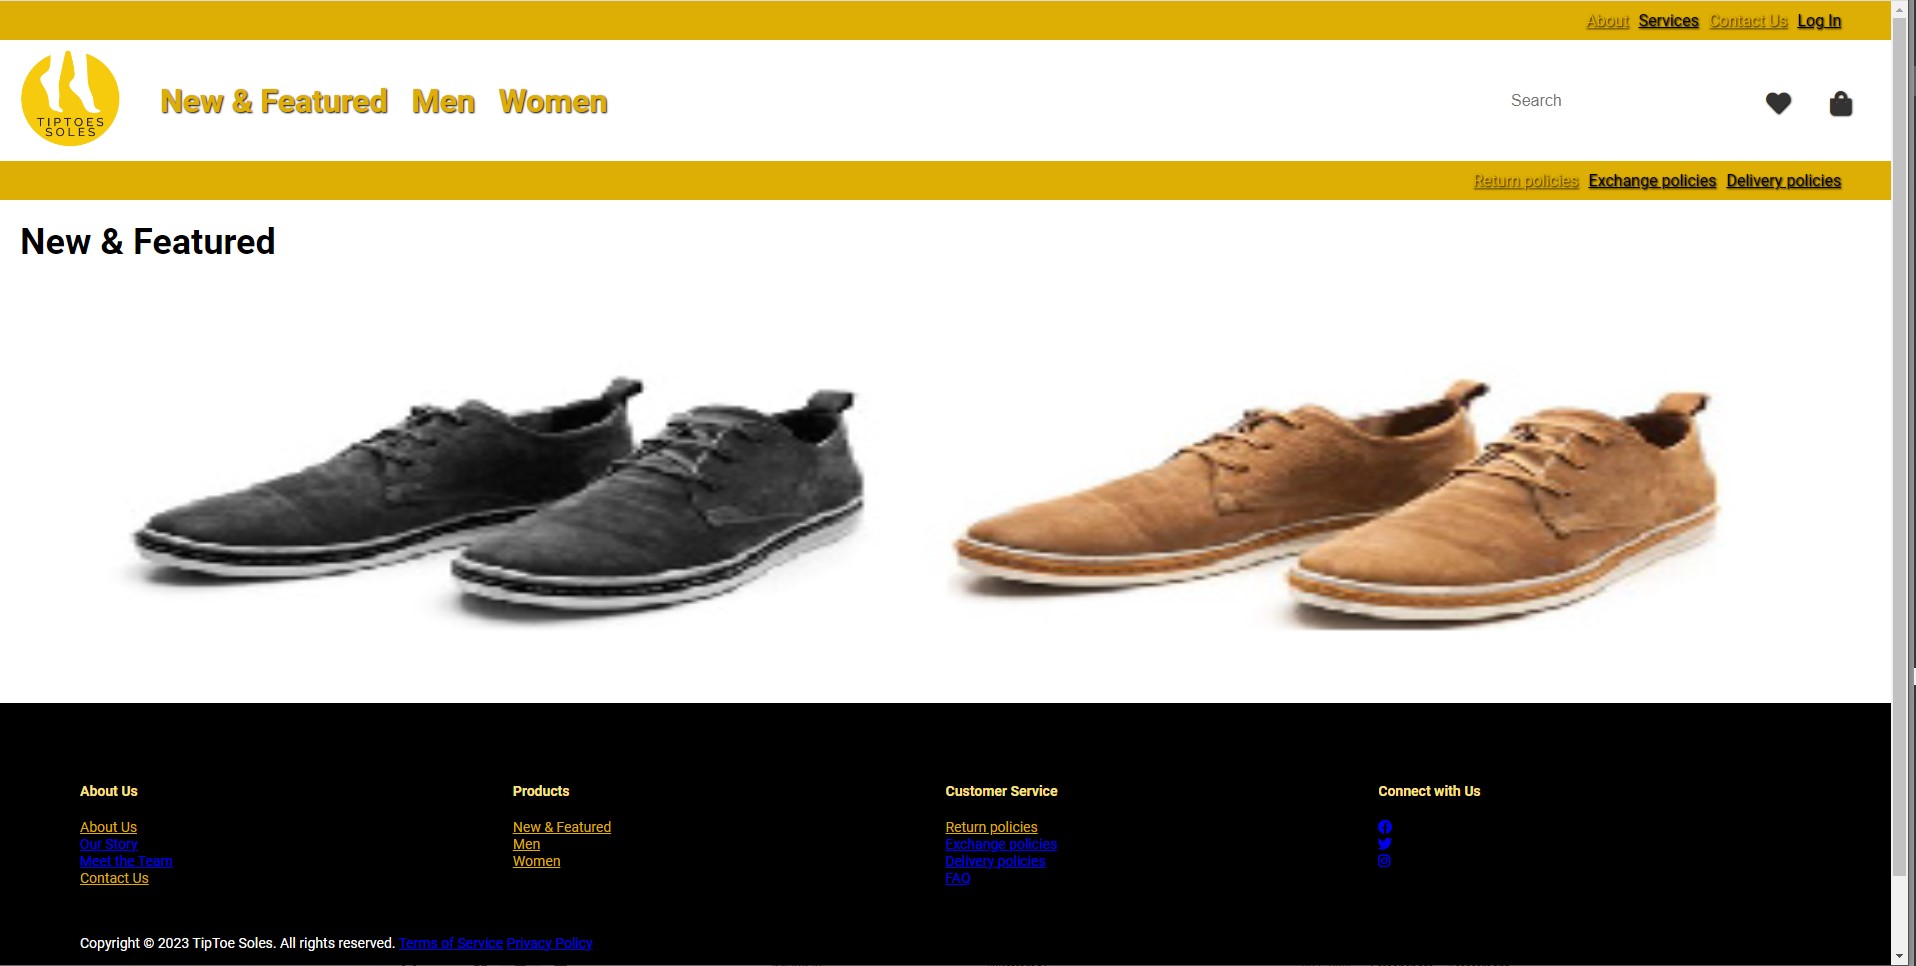 About Services Contact Us Log In
TIPTOES
SOLES
New & Featured Men Women
Search
Return policies Exchange policies Delivery policies
New & Featured
About Us
About Us
Our Story
Meet the Team
Contact Us
Products
New & Featured
Men
Women
Customer Service
Return policies
Exchange policies
Delivery policies
FAQ
Connect with Us
Copyright © 2023 TipToe Soles. All rights reserved. Terms of Service Privacy Policy